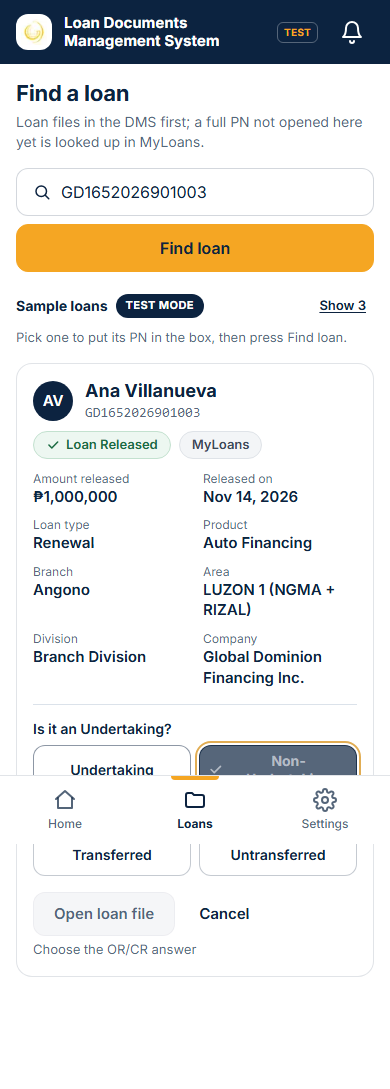 Loan Documents
Management System
TEST
Find a loan
Loan files in the DMS first; a full PN not opened here
yet is looked up in MyLoans.
GD1652026901003
Find loan
Sample loans
TEST MODE
Show 3
Pick one to put its PN in the box, then press Find loan.
AV
Ana Villanueva
GD1652026901003
Loan Released
MyLoans
Amount released
₱1,000,000
Released on
Nov 14, 2026
Loan type
Renewal
Product
Auto Financing
Branch
Angono
Area
LUZON 1 (NGMA +
RIZAL)
Division
Branch Division
Company
Global Dominion
Financing Inc.
Is it an Undertaking?
Undertaking
Non-
Home
Loans
Settings
Transferred
Untransferred
Open loan file
Cancel
Choose the OR/CR answer